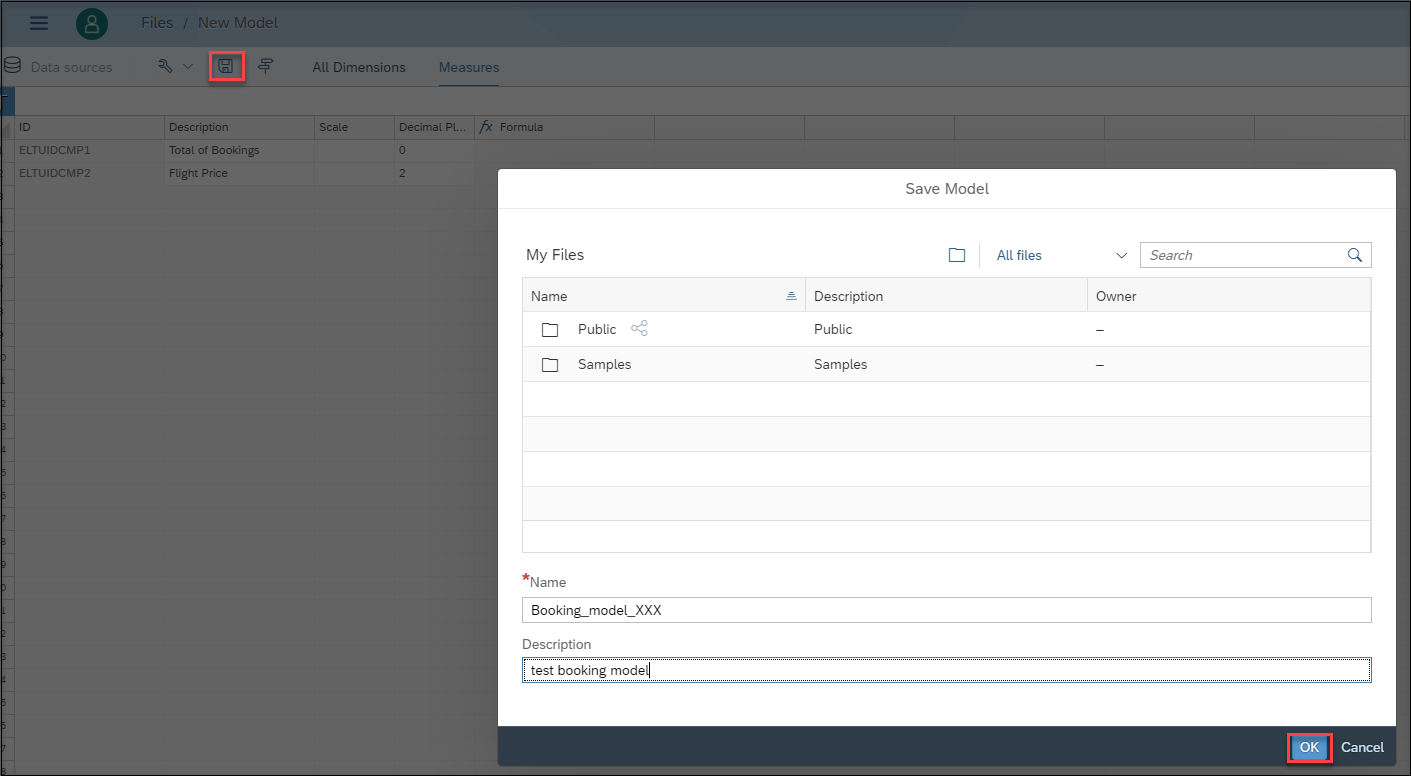 Files / New Model
Data sources All Dimensions Measures
ID Description Scale Decimal Pl... fx Formula
ELTUIDCMP1 Total of Bookings 0
ELTUIDCMP2 Flight Price 2
Save Model
My Files All files Search
Name Description Owner
Public Public –
Samples Samples –
*Name
Booking_model_XXX
Description
test booking model
OK Cancel